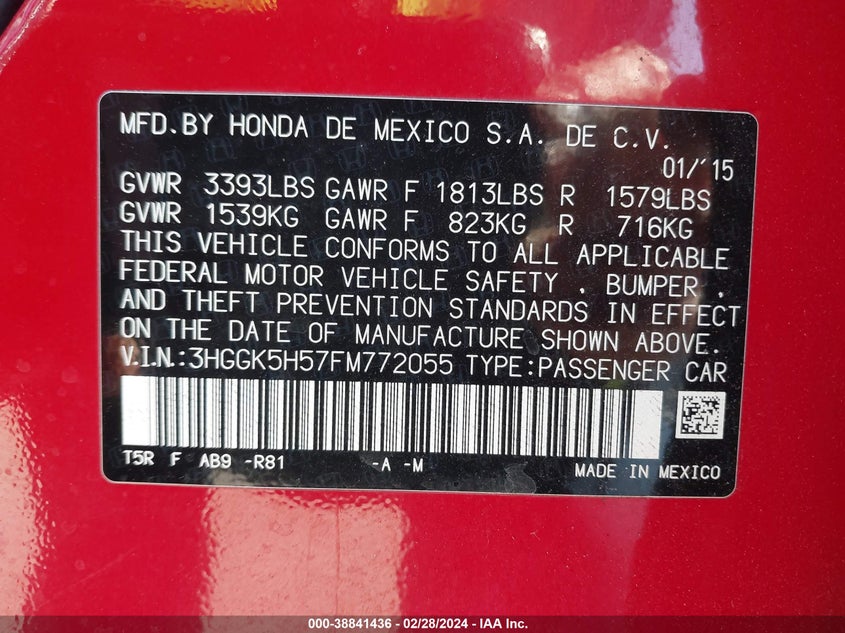 MFD.BY HONDA DE MEXICO S.A. DE C.V.
01/'15
GVWR 3393LBS GAWR F 1813LBS R 1579LBS
GVWR 1539KG GAWR F 823KG R 716KG
THIS VEHICLE CONFORMS TO ALL APPLICABLE
FEDERAL MOTOR VEHICLE SAFETY , BUMPER ,
AND THEFT PREVENTION STANDARDS IN EFFECT
ON THE DATE OF MANUFACTURE SHOWN ABOVE.
V.I.N.:3HGGK5H57FM772055 TYPE:PASSENGER CAR
T5R F AB9 -R81 -A -M MADE IN MEXICO
000-38841436 - 02/28/2024 - IAA Inc.